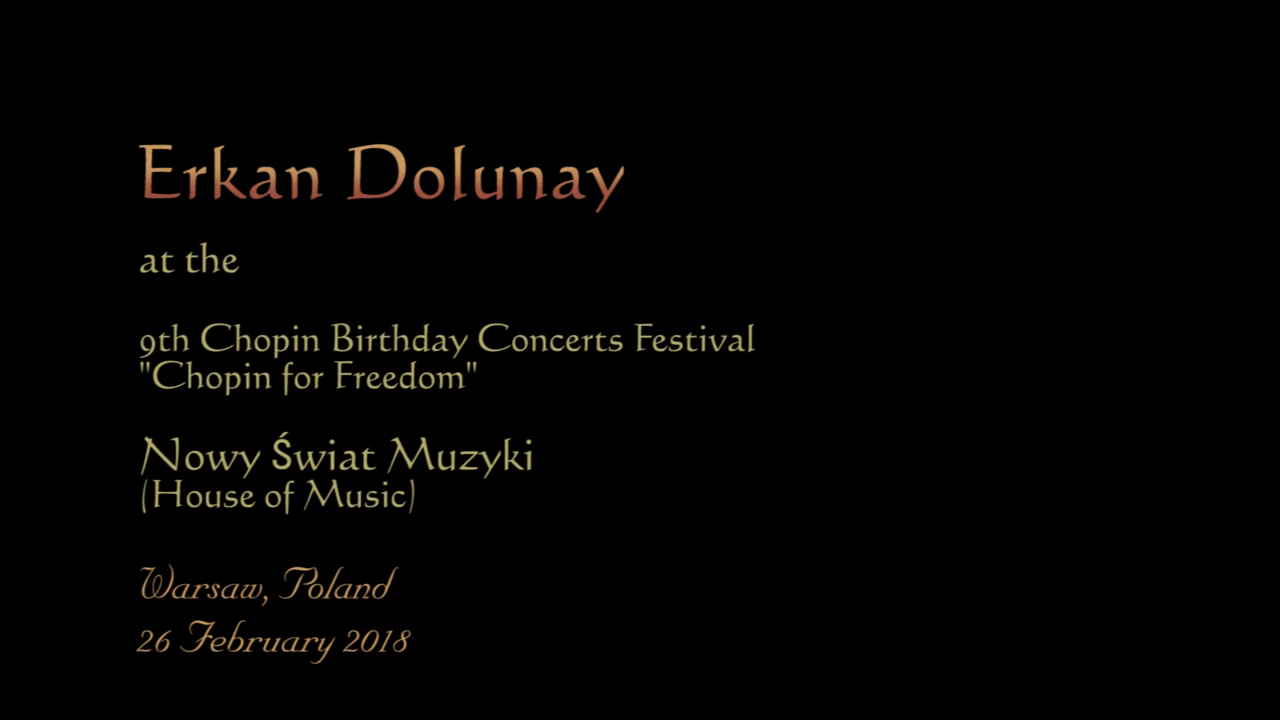 Erkan Dolunay
at the
9th Chopin Birthday Concerts Festival
"Chopin for Freedom"
Nowy Świat Muzyki
(House of Music)
Warsaw, Poland
26 February 2018